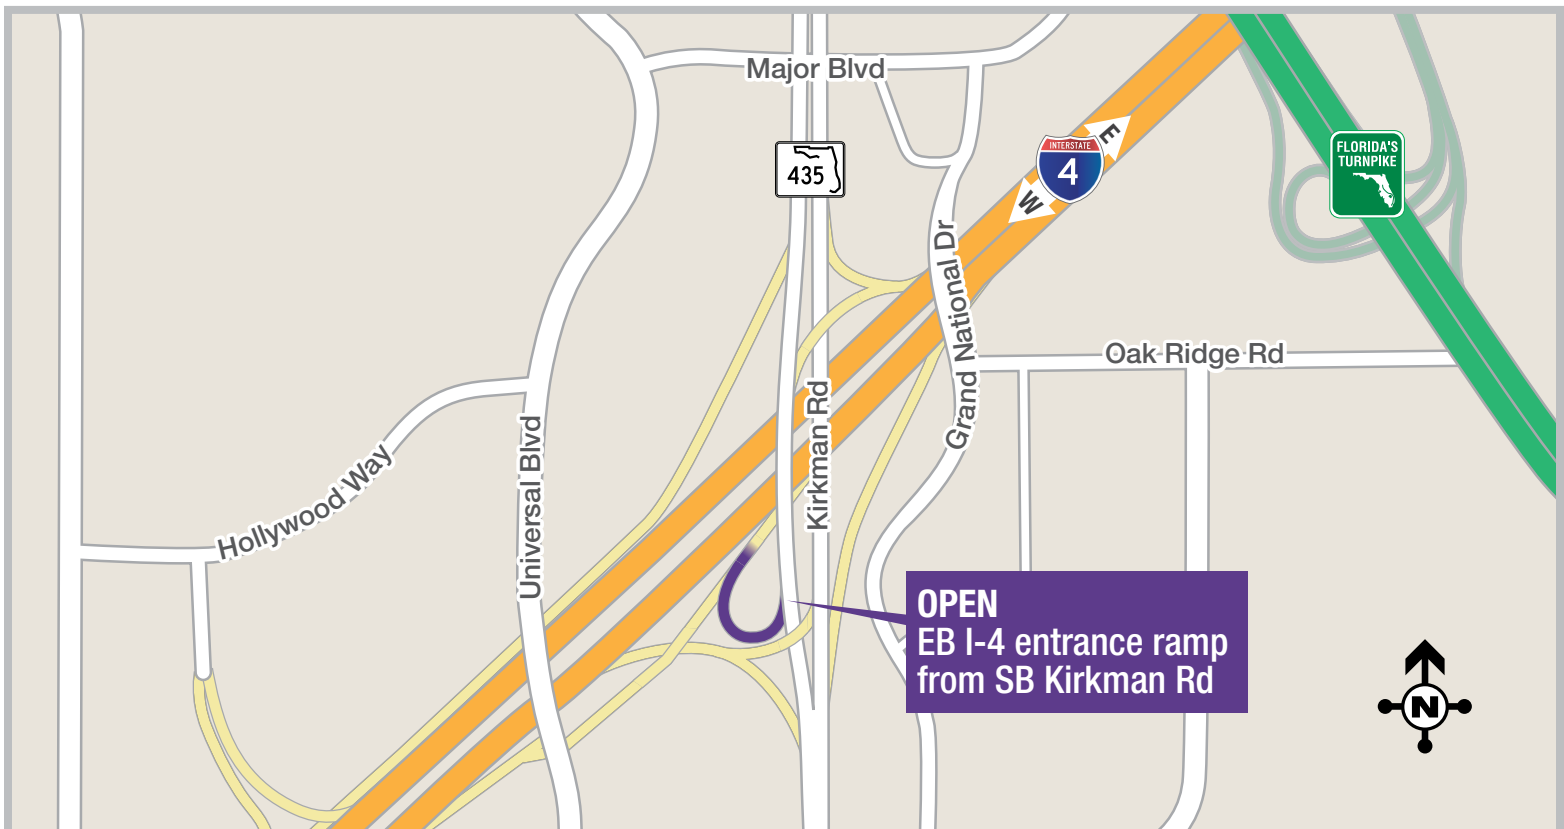 Major Blvd
435
INTERSTATE
4
E
W
FLORIDA'S
TURNPIKE
Grand National Dr
Oak Ridge Rd
Kirkman Rd
Universal Blvd
Hollywood Way
OPEN
EB I-4 entrance ramp
from SB Kirkman Rd
N